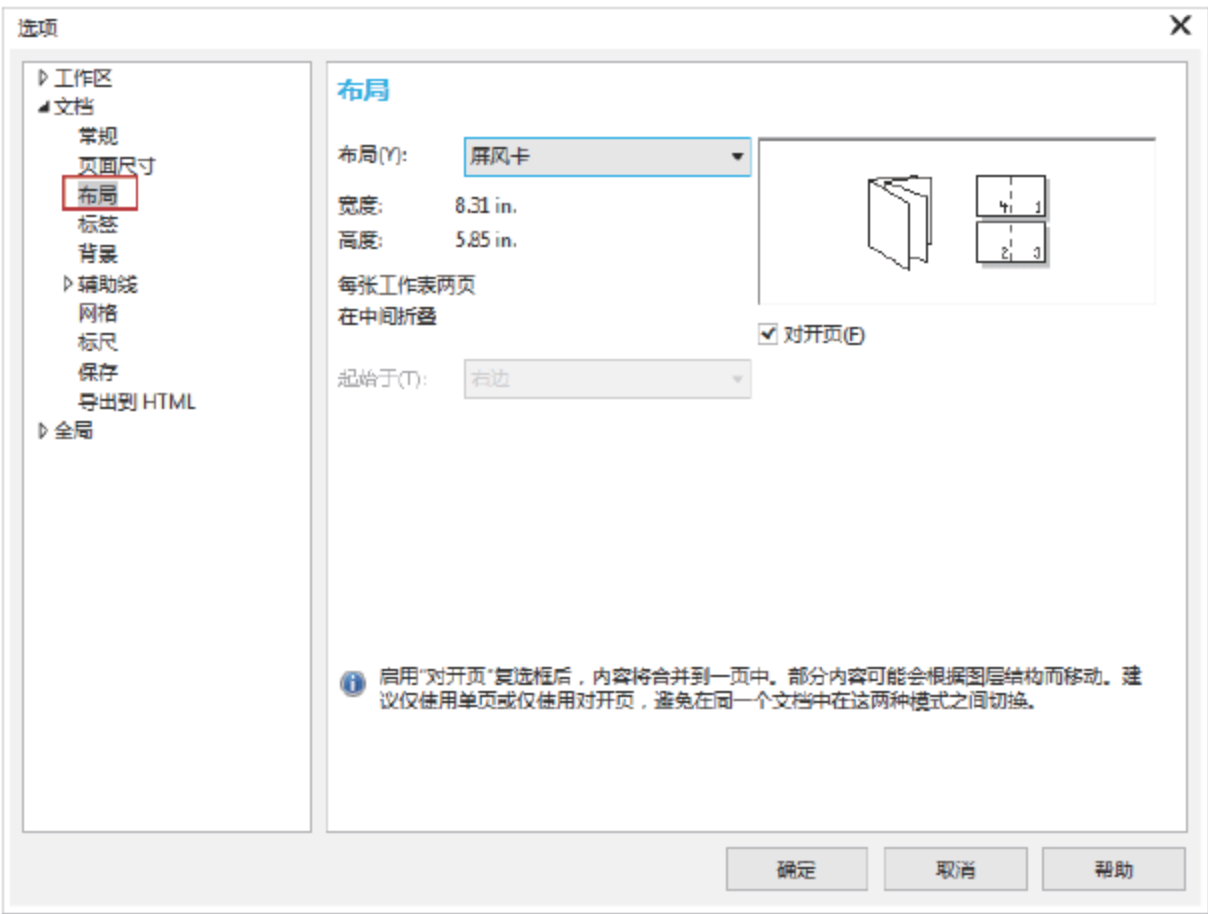 选项
工作区
文档
常规
页面尺寸
布局
标签
背景
辅助线
网格
标尺
保存
导出到 HTML
全局
布局
布局(Y): 屏风卡
宽度: 8.31 in.
高度: 5.85 in.
每张工作表两页
在中间折叠
起始于(T): 右边
4 1
2 3
对开页(F)
启用"对开页"复选框后，内容将合并到一页中。部分内容可能会根据图层结构而移动。建
议仅使用单页或仅使用对开页，避免在同一个文档中在这两种模式之间切换。
确定 取消 帮助